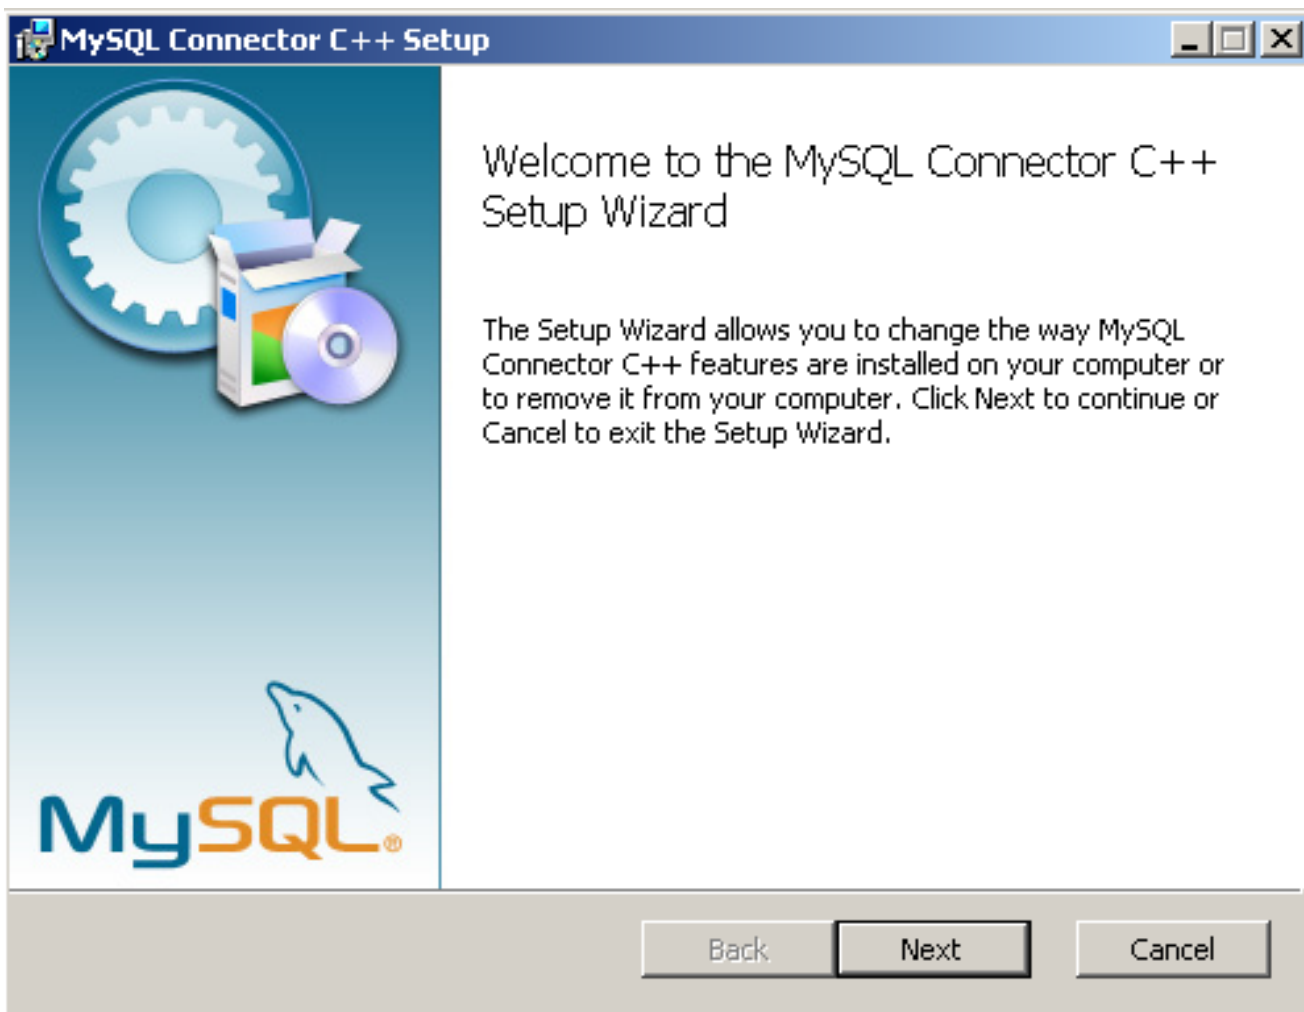 MySQL Connector C++ Setup
Welcome to the MySQL Connector C++
Setup Wizard
The Setup Wizard allows you to change the way MySQL
Connector C++ features are installed on your computer or
to remove it from your computer. Click Next to continue or
Cancel to exit the Setup Wizard.
MySQL®
Back
Next
Cancel